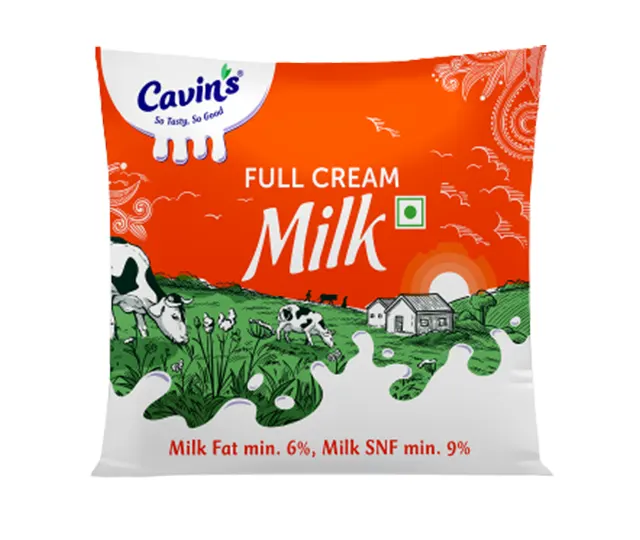 Cavin's®
So Tasty, So Good
FULL CREAM
Milk
Milk Fat min. 6%, Milk SNF min. 9%